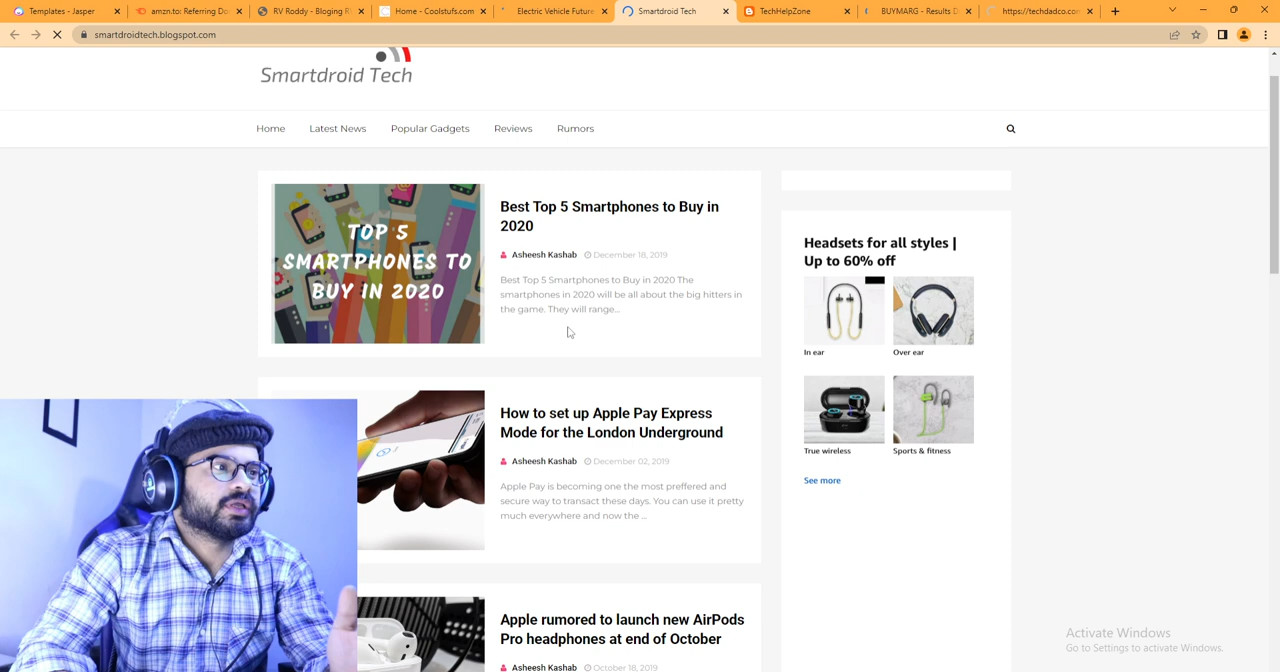 Templates - Jasper
amzn.to: Referring Do
RV Roddy - Bloging R
Home - Coolstufs.com
Electric Vehicle Future
Smartdroid Tech
TechHelpZone
BUYMARG - Results D
https://techdadco.con
smartdroidtech.blogspot.com
Smartdroid Tech
Home
Latest News
Popular Gadgets
Reviews
Rumors
TOP 5
SMARTPHONES TO
BUY IN 2020
Best Top 5 Smartphones to Buy in
2020
Asheesh Kashab December 18, 2019
Best Top 5 Smartphones to Buy in 2020 The
smartphones in 2020 will be all about the big hitters in
the game. They will range...
How to set up Apple Pay Express
Mode for the London Underground
Asheesh Kashab December 02, 2019
Apple Pay is becoming one the most preffered and
secure way to transact these days. You can use it pretty
much everywhere and now the ...
Apple rumored to launch new AirPods
Pro headphones at end of October
Asheesh Kashab October 18, 2019
Headsets for all styles |
Up to 60% off
In ear
Over ear
True wireless
Sports & fitness
See more
Activate Windows
Go to Settings to activate Windows.